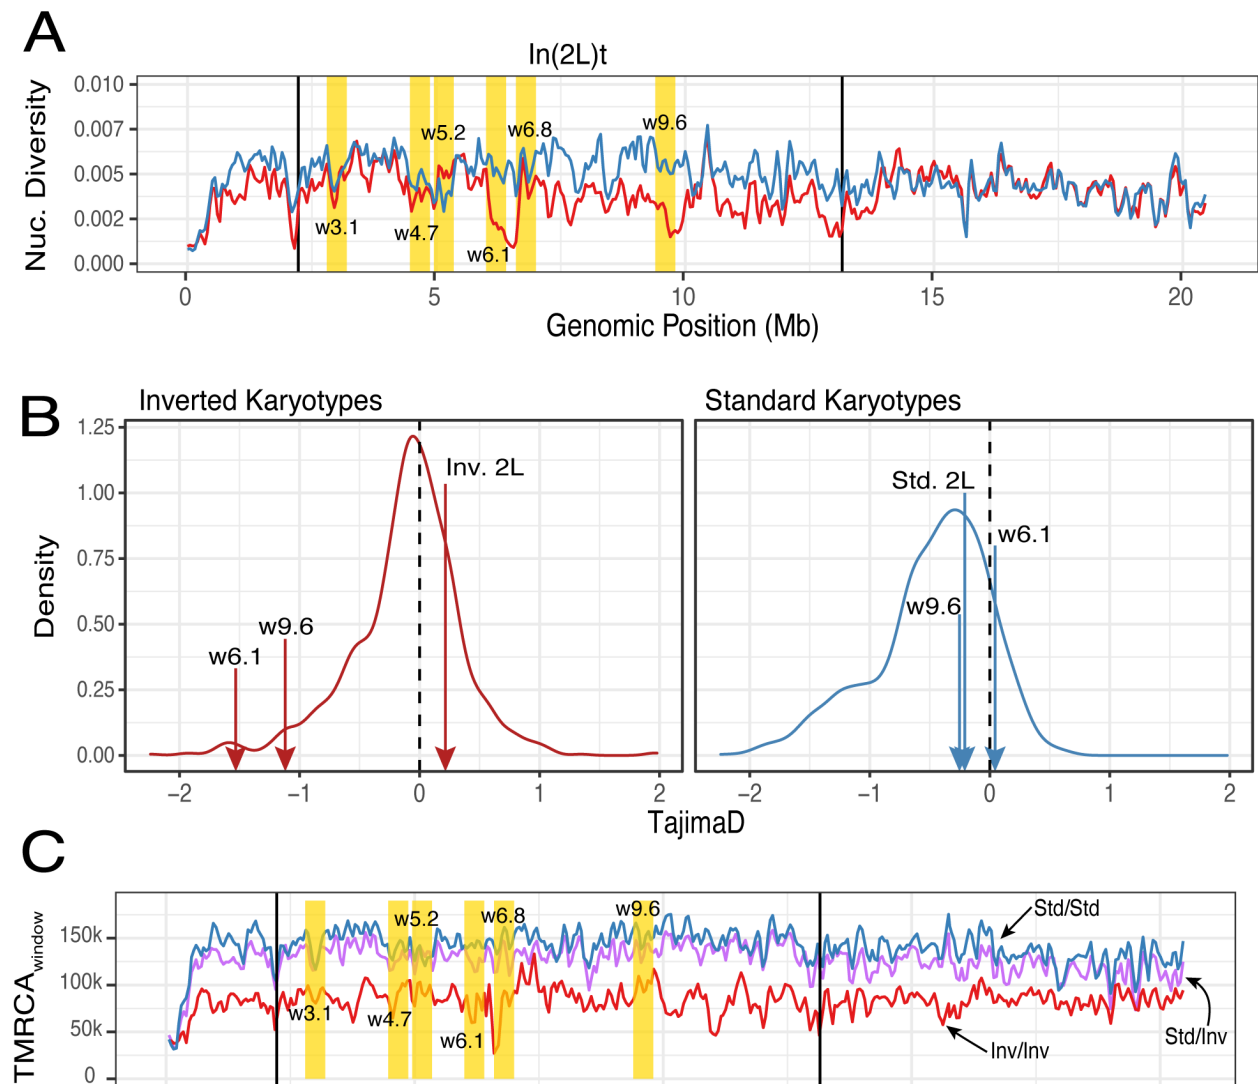 A
In(2L)t
Nuc. Diversity
0.010
0.007
0.005
0.002
0.000
w5.2
w6.8
w9.6
w3.1
w4.7
w6.1
0
5
10
15
20
Genomic Position (Mb)
B
Inverted Karyotypes
Standard Karyotypes
Density
1.25
1.00
0.75
0.50
0.25
0.00
Inv. 2L
w9.6
w6.1
Std. 2L
w6.1
w9.6
−2
−1
0
1
2
−2
−1
0
1
2
TajimaD
C
TMRCAwindow
150k
100k
50k
0
w5.2
w6.8
w9.6
w3.1
w4.7
w6.1
Std/Std
Std/Inv
Inv/Inv